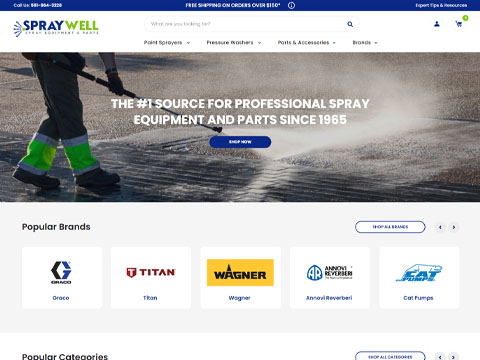 Call Us: 951-964-3228
FREE SHIPPING ON ORDERS OVER $150*
Expert Tips & Resources
SPRAYWELL
SPRAY EQUIPMENT & PARTS
What are you looking for?
0
Paint Sprayers
Pressure Washers
Parts & Accessories
Brands
THE #1 SOURCE FOR PROFESSIONAL SPRAY
EQUIPMENT AND PARTS SINCE 1965
SHOP NOW
Popular Brands
SHOP ALL BRANDS
GRACO
TITAN
WAGNER
ANNOVI
REVERBERI
CAT
PUMPS
Graco
Titan
Wagner
Annovi Reverberi
Cat Pumps
Popular Categories
SHOP ALL CATEGORIES